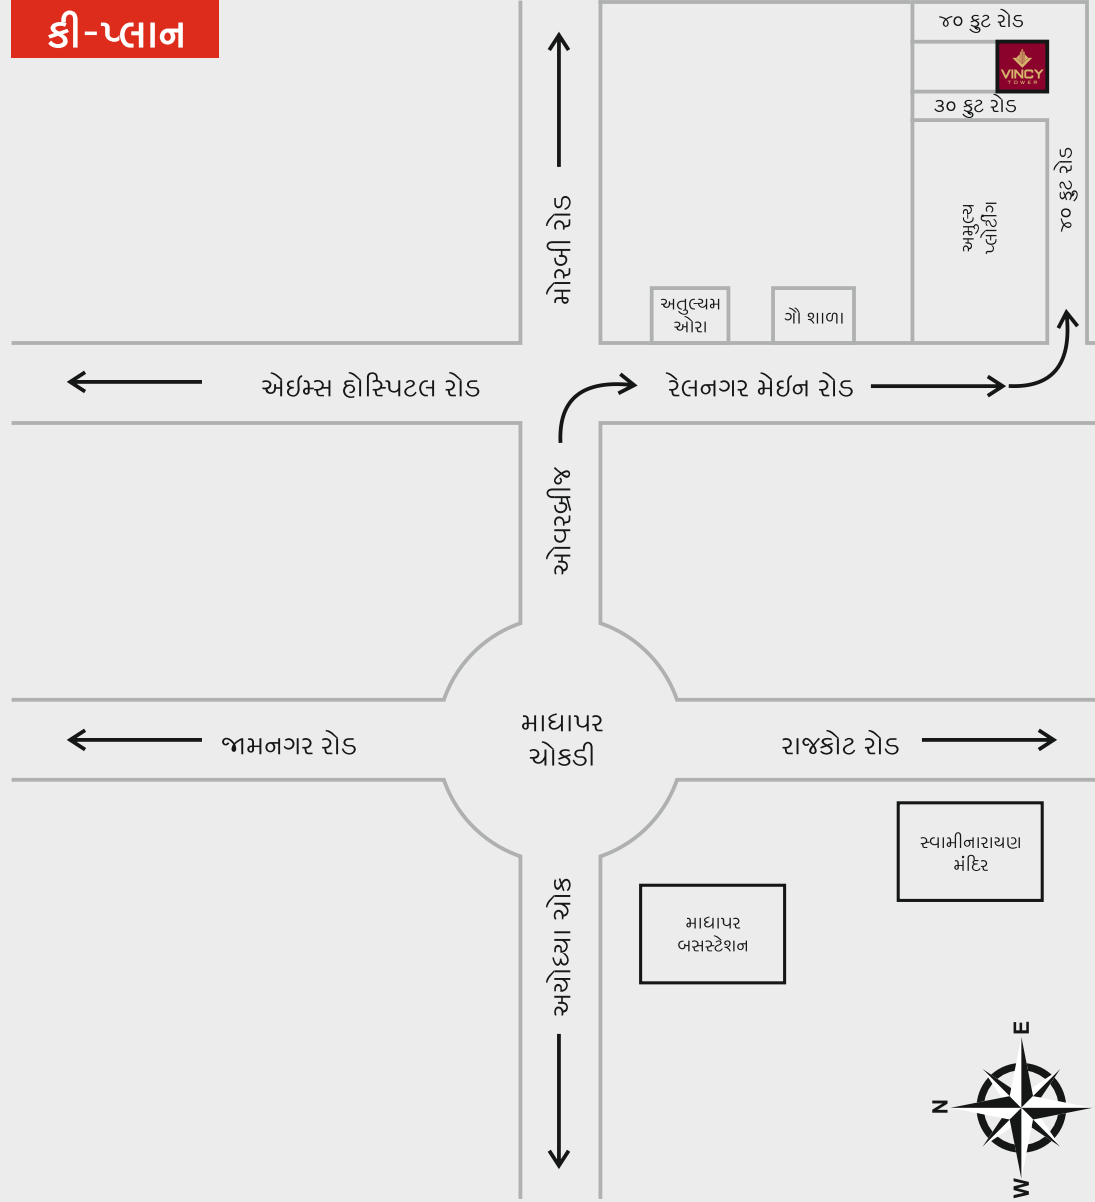 કી-પ્લાન
૪૦ ફુટ રોડ
VINCY
TOWER
૩૦ ફુટ રોડ
૪૦ ફુટ રોડ
અમુલ્ય
પ્લોટીંગ
મોરબી રોડ
અતુલ્યમ
ઓરા
ગૌ શાળા
એઈમ્સ હોસ્પિટલ રોડ
રેલનગર મેઈન રોડ
ઓવરબ્રીજ
માધાપર
ચોકડી
જામનગર રોડ
રાજકોટ રોડ
સ્વામીનારાયણ
મંદિર
અયોધ્યા ચોક
માધાપર
બસસ્ટેશન
E
N
W